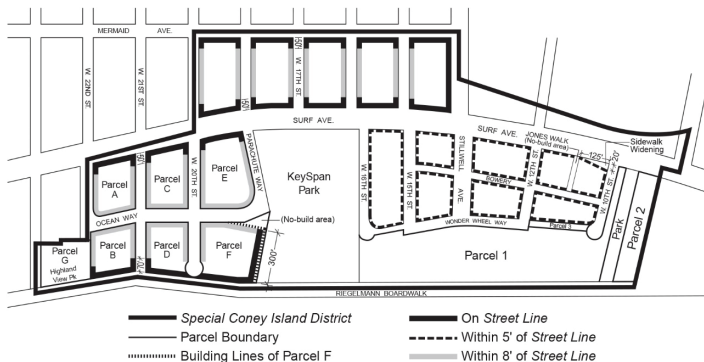 MERMAID AVE.
W. 22ND ST.
W. 21ST ST.
50'
W. 17TH ST.
50'
SURF AVE.
SURF AVE.
JONES WALK
(No-build area)
Sidewalk
Widening
125'
20'
50'
W. 20TH ST.
PARACHUTE WAY
Parcel
A
Parcel
C
Parcel
E
KeySpan
Park
W. 16TH ST.
W. 15TH ST.
STILLWELL AVE
BOWERY
W. 12TH ST.
W. 10TH ST.
OCEAN WAY
(No-build area)
WONDER WHEEL WAY
Parcel 3
Parcel
G
Highland
View Pk
Parcel
B
Parcel
D
Parcel
F
70'
300'
Parcel 1
Park
Parcel 2
RIEGELMANN BOARDWALK
Special Coney Island District
Parcel Boundary
Building Lines of Parcel F
On Street Line
Within 5' of Street Line
Within 8' of Street Line